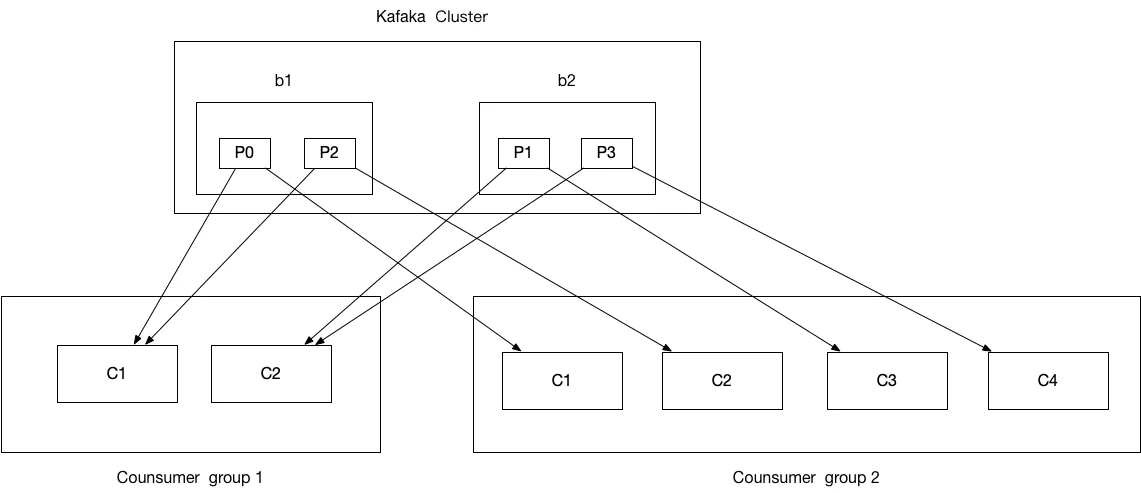 Kafaka Cluster
b1 b2
P0 P2 P1 P3
C1 C2 C1 C2 C3 C4
Counsumer group 1 Counsumer group 2